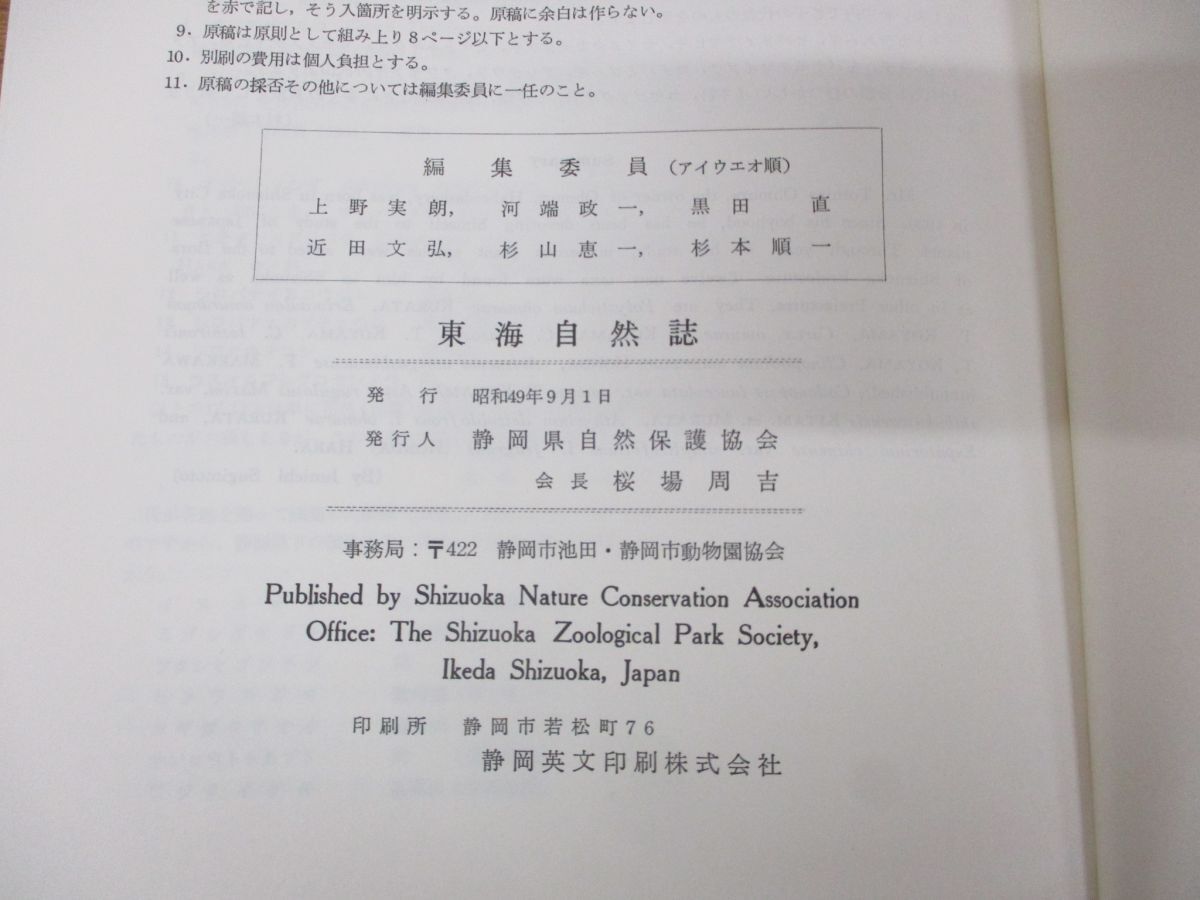 を赤で記し，そう入箇所を明示する。原稿に余白は作らない。
9．原稿は原則として組み上り8ページ以下とする。
10．別刷の費用は個人負担とする。
11．原稿の採否その他については編集委員に一任のこと。
編集委員（アイウエオ順）
上野実朗，河端政一，黒田直
近田文弘，杉山恵一，杉本順一
東海自然誌
発行 昭和49年9月1日
発行人 静岡県自然保護協会
会長 桜場周吉
事務局：〒422 静岡市池田・静岡市動物園協会
Published by Shizuoka Nature Conservation Association
Office: The Shizuoka Zoological Park Society,
Ikeda Shizuoka, Japan
印刷所 静岡市若松町76
静岡英文印刷株式会社